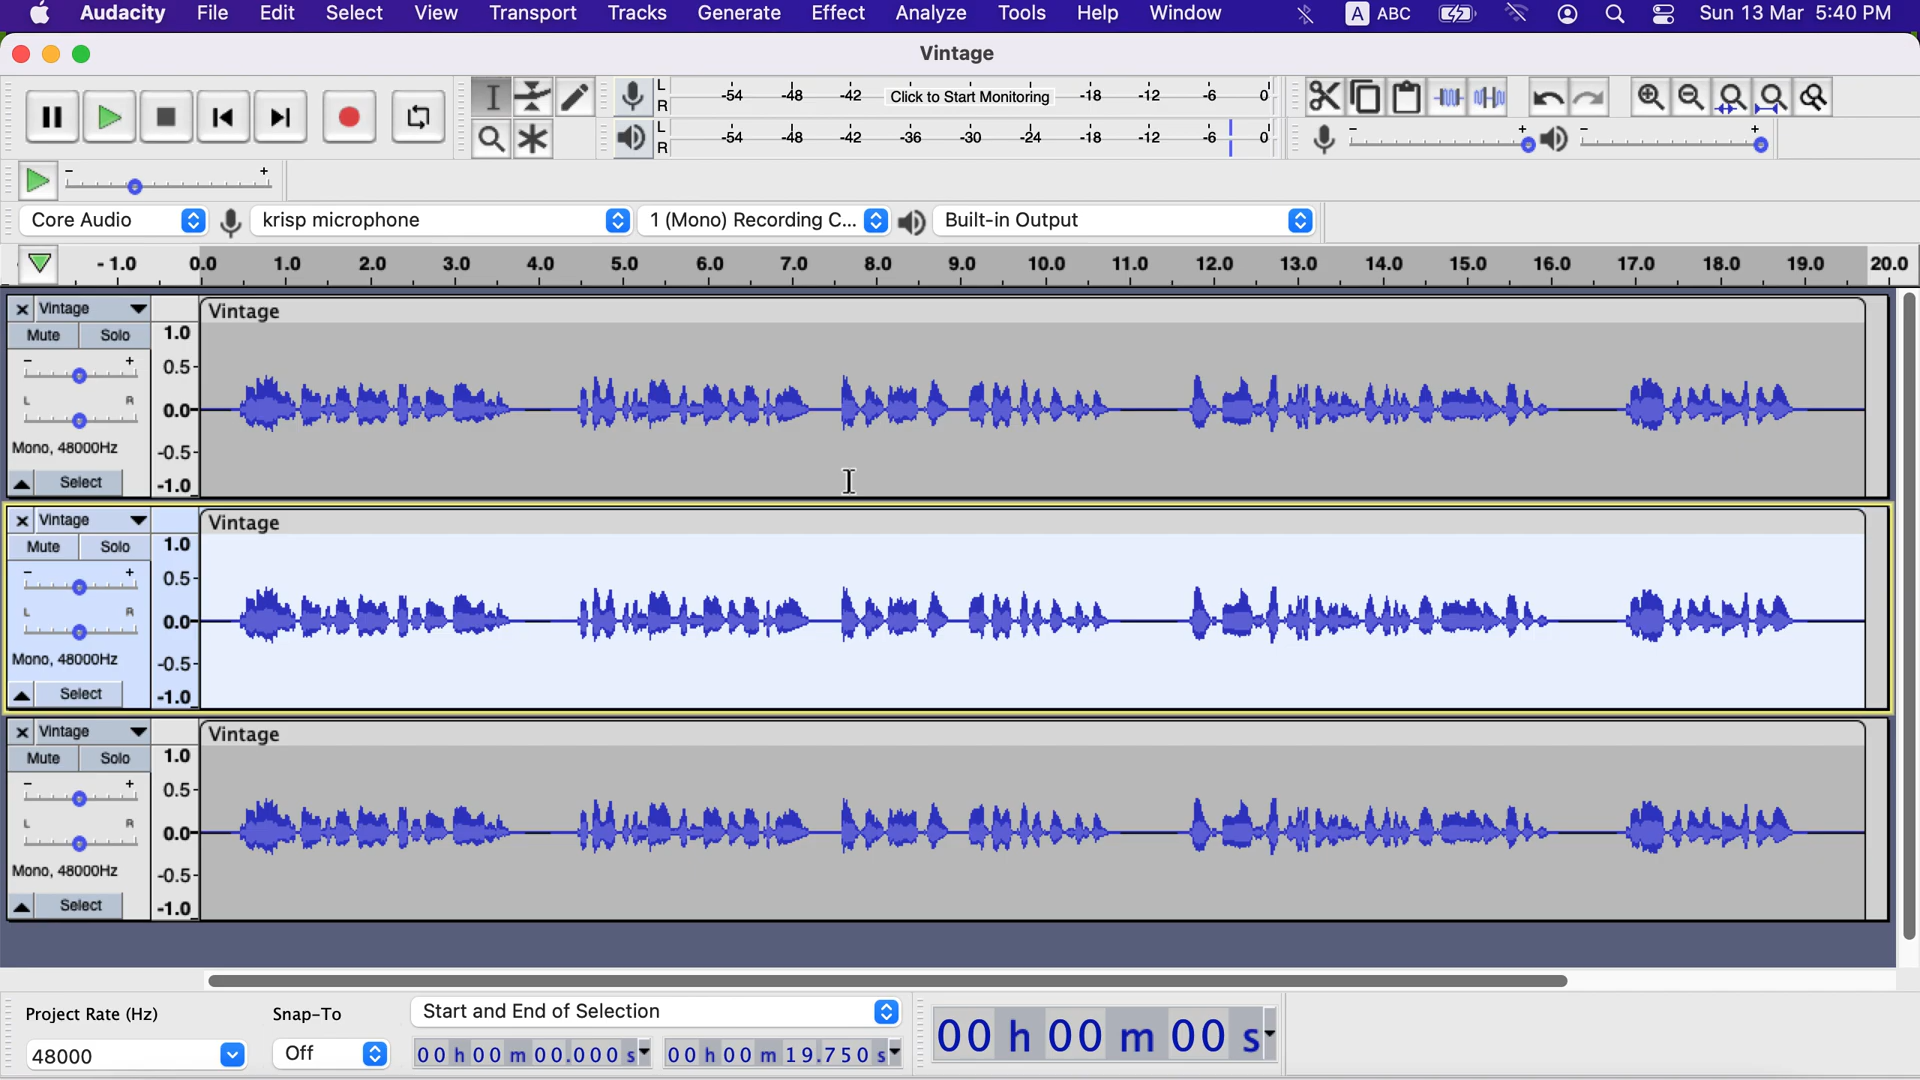 Audacity File Edit Select View Transport Tracks Generate Effect Analyze Tools Help Window A ABC Sun 13 Mar 5:40 PM
Vintage
L R -54 -48 -42 Click to Start Monitoring -18 -12 -6 0
L R -54 -48 -42 -36 -30 -24 -18 -12 -6 0
- + - +
- +
Core Audio krisp microphone 1 (Mono) Recording C... Built-in Output
-1.0 0.0 1.0 2.0 3.0 4.0 5.0 6.0 7.0 8.0 9.0 10.0 11.0 12.0 13.0 14.0 15.0 16.0 17.0 18.0 19.0 20.0
Vintage Vintage
Mute Solo 1.0
- + 0.5
L R 0.0
Mono, 48000Hz -0.5
Select -1.0
Vintage Vintage
Mute Solo 1.0
- + 0.5
L R 0.0
Mono, 48000Hz -0.5
Select -1.0
Vintage Vintage
Mute Solo 1.0
- + 0.5
L R 0.0
Mono, 48000Hz -0.5
Select -1.0
Project Rate (Hz) Snap-To Start and End of Selection
48000 Off 00 h 00 m 00.000 s 00 h 00 m 19.750 s 00 h 00 m 00 s